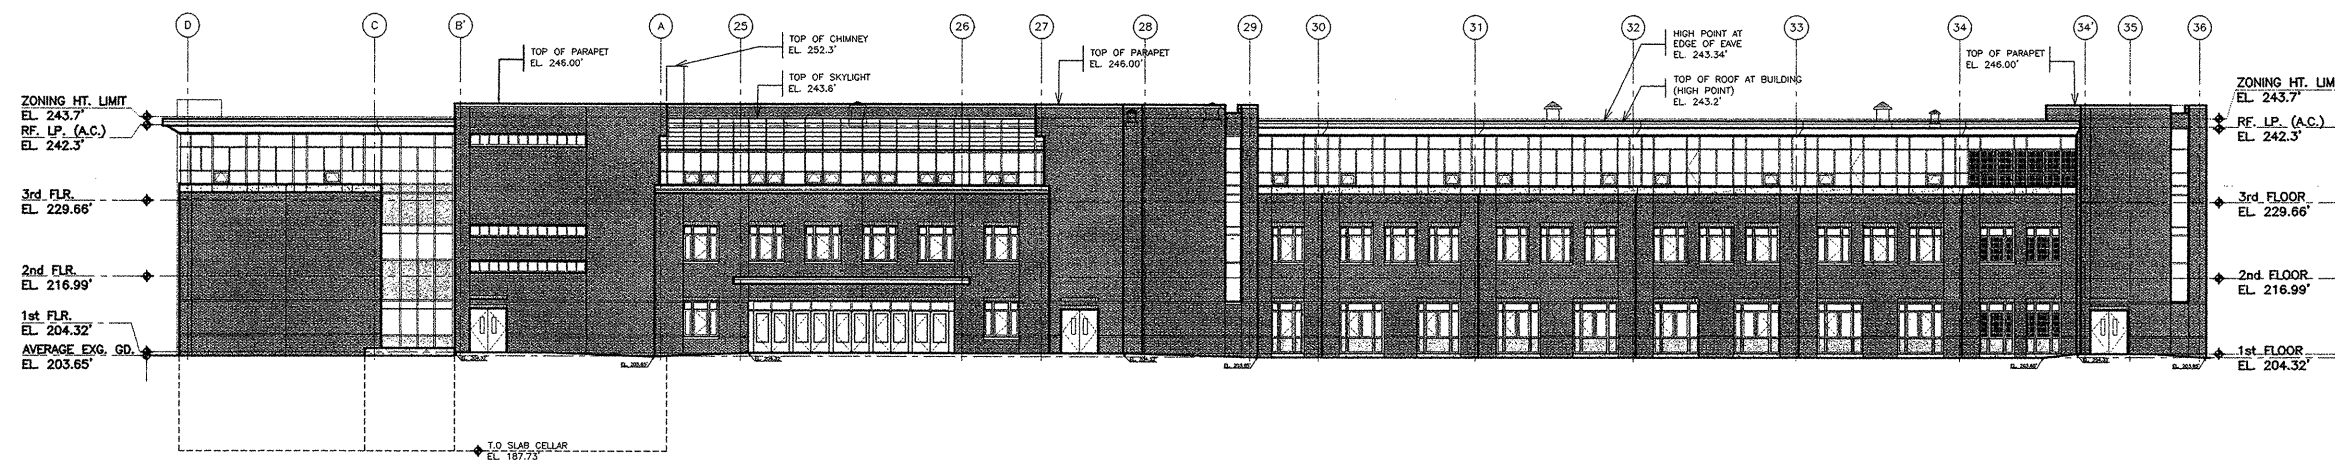 D
C
B'
A
25
26
27
28
29
30
31
32
33
34
34'
35
36
TOP OF CHIMNEY
EL. 252.3'
TOP OF PARAPET
EL. 246.00'
TOP OF SKYLIGHT
EL. 243.6'
TOP OF PARAPET
EL. 246.00'
HIGH POINT AT
EDGE OF EAVE
EL. 243.34'
TOP OF ROOF AT BUILDING
(HIGH POINT)
EL. 243.2'
TOP OF PARAPET
EL. 246.00'
ZONING HT. LIMIT
EL. 243.7'
RF. LP. (A.C.)
EL. 242.3'
3rd FLR.
EL. 229.66'
2nd FLR.
EL. 216.99'
1st FLR.
EL. 204.32'
AVERAGE EXG. GD.
EL. 203.65'
ZONING HT. LIM
EL. 243.7'
RF. LP. (A.C.)
EL. 242.3'
3rd FLOOR
EL. 229.66'
2nd FLOOR
EL. 216.99'
1st FLOOR
EL. 204.32'
T.O SLAB CELLAR
EL. 187.73'